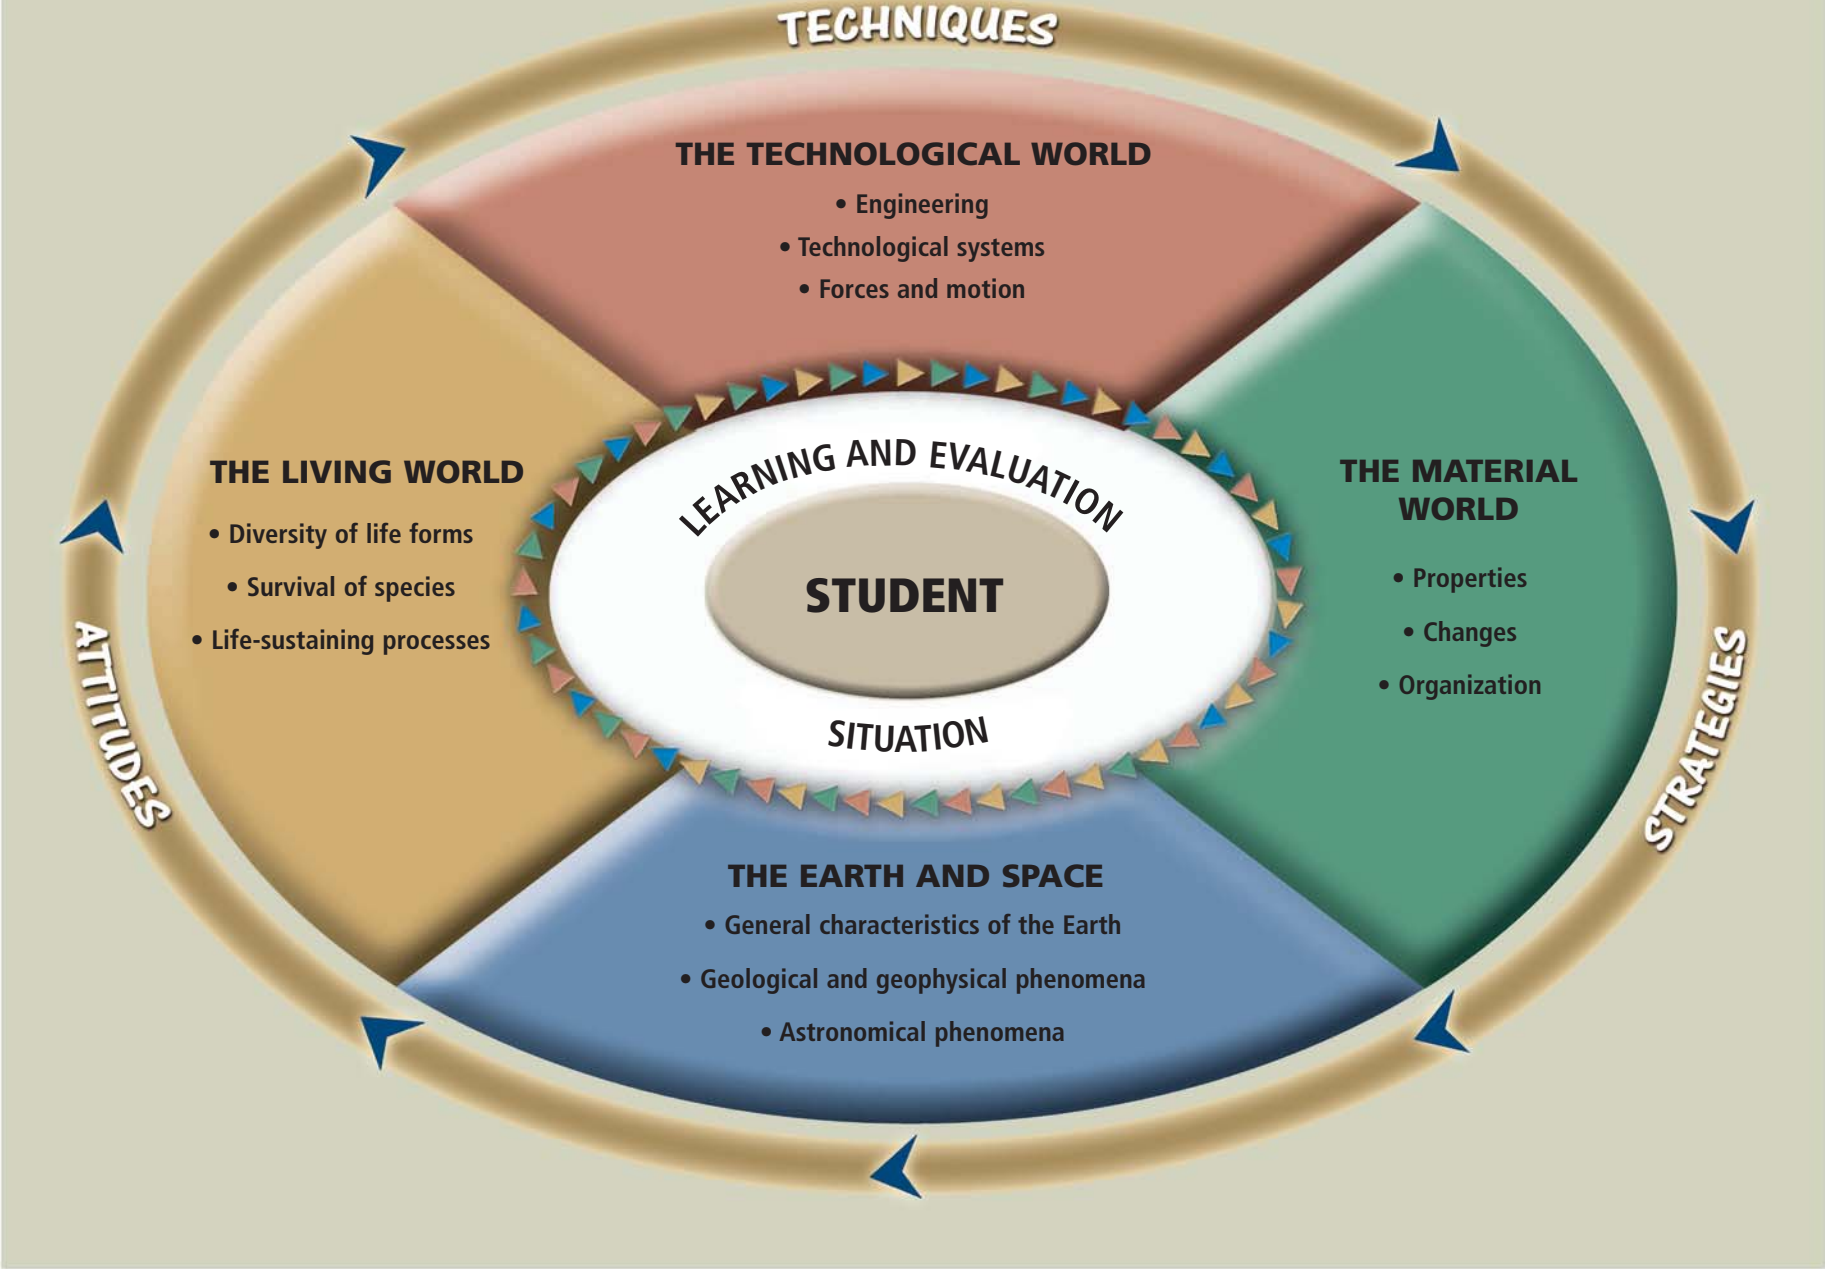 TECHNIQUES
THE TECHNOLOGICAL WORLD
• Engineering
• Technological systems
• Forces and motion
THE LIVING WORLD
• Diversity of life forms
• Survival of species
• Life-sustaining processes
LEARNING AND EVALUATION
STUDENT
SITUATION
THE MATERIAL
WORLD
• Properties
• Changes
• Organization
ATTITUDES
STRATEGIES
THE EARTH AND SPACE
• General characteristics of the Earth
• Geological and geophysical phenomena
• Astronomical phenomena